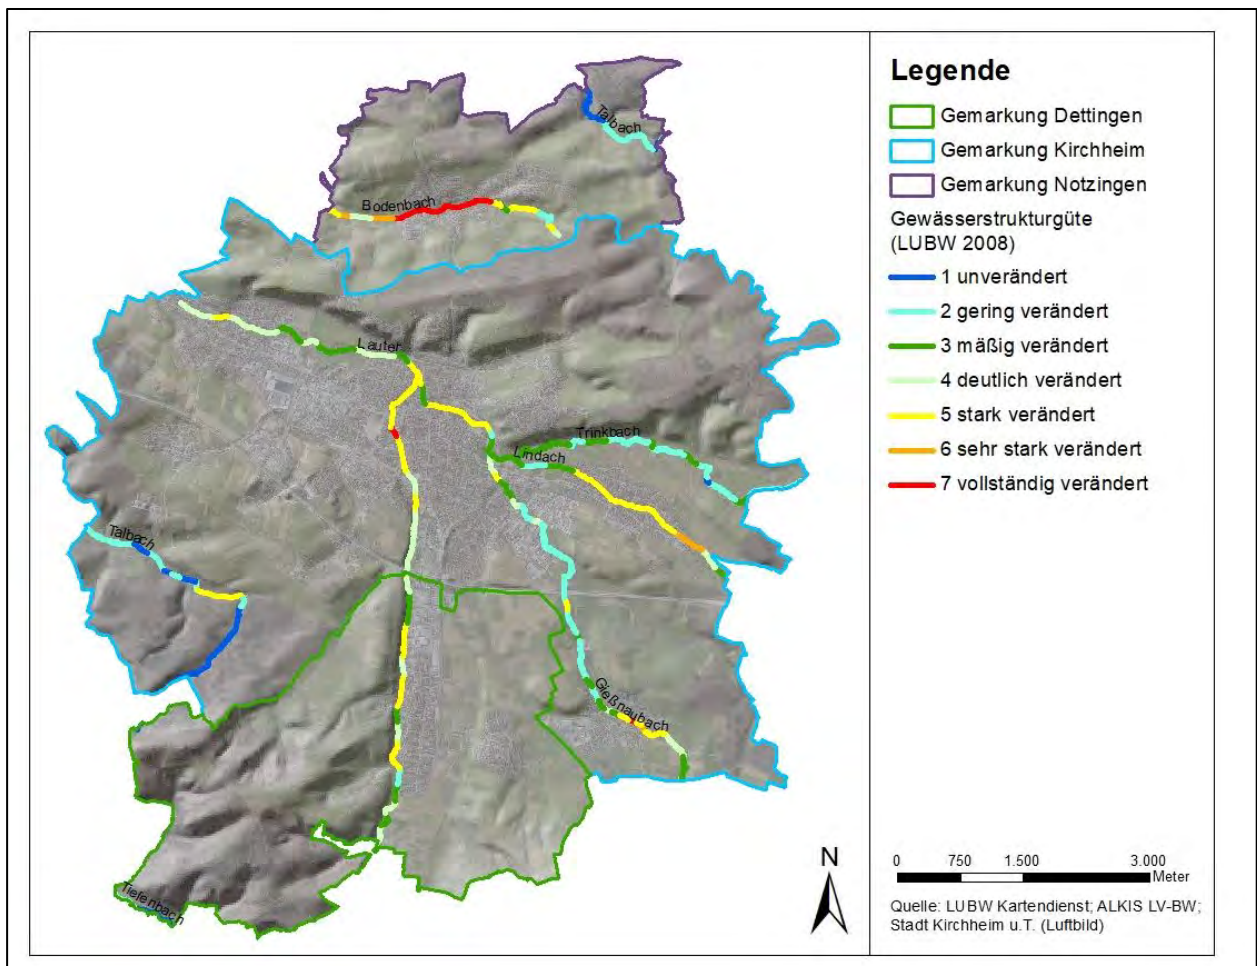 Talbach
Bodenbach
Lauter
Trinkbach
Lindach
Talbach
Gießnaubach
Tiefenbach
N
Legende
Gemarkung Dettingen
Gemarkung Kirchheim
Gemarkung Notzingen
Gewässerstrukturgüte
(LUBW 2008)
1 unverändert
2 gering verändert
3 mäßig verändert
4 deutlich verändert
5 stark verändert
6 sehr stark verändert
7 vollständig verändert
0 750 1.500 3.000
Meter
Quelle: LUBW Kartendienst; ALKIS LV-BW;
Stadt Kirchheim u.T. (Luftbild)